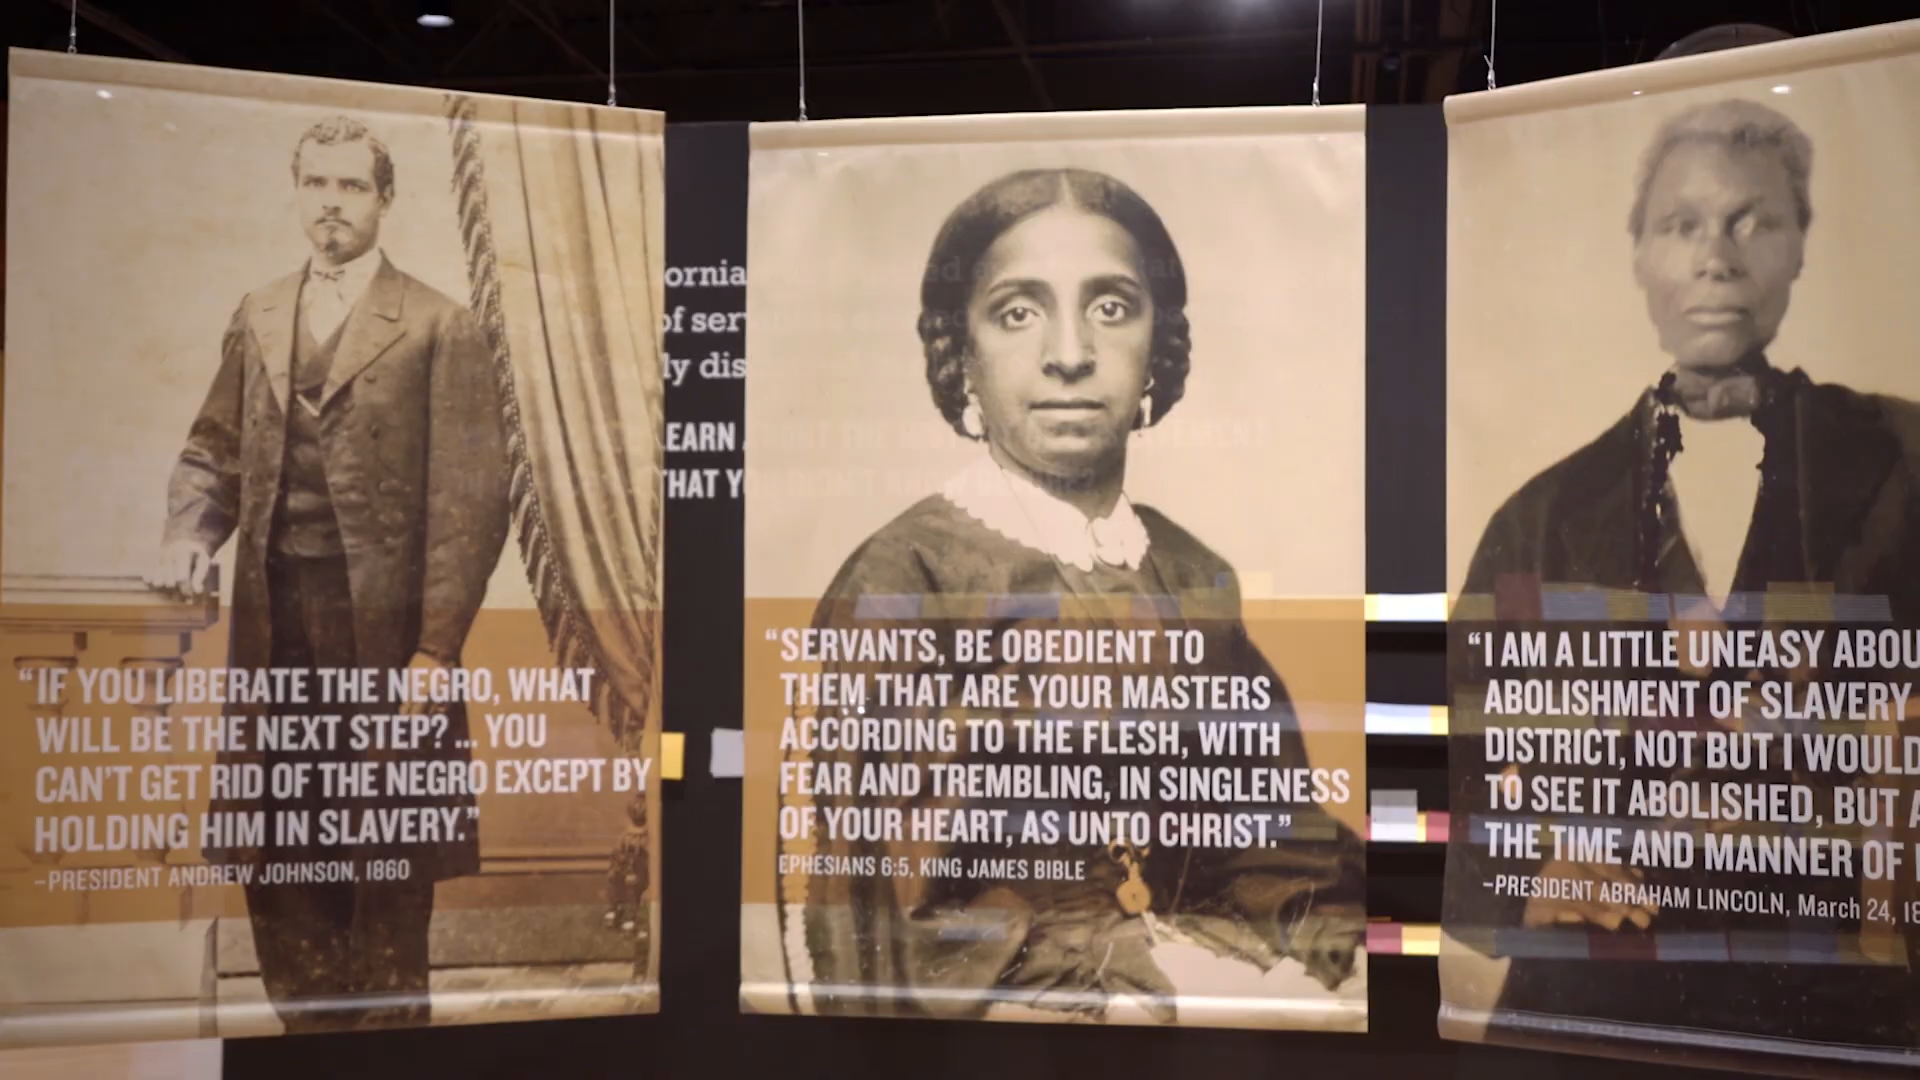 “IF YOU LIBERATE THE NEGRO, WHAT
WILL BE THE NEXT STEP? ... YOU
CAN’T GET RID OF THE NEGRO EXCEPT BY
HOLDING HIM IN SLAVERY.”
–PRESIDENT ANDREW JOHNSON, 1860
ornia
of ser
ly dis
LEARN
THAT
“SERVANTS, BE OBEDIENT TO
THEM THAT ARE YOUR MASTERS
ACCORDING TO THE FLESH, WITH
FEAR AND TREMBLING, IN SINGLENESS
OF YOUR HEART, AS UNTO CHRIST.”
EPHESIANS 6:5, KING JAMES BIBLE
“I AM A LITTLE UNEASY ABOU
ABOLISHMENT OF SLAVERY
DISTRICT, NOT BUT I WOULD
TO SEE IT ABOLISHED, BUT A
THE TIME AND MANNER OF
–PRESIDENT ABRAHAM LINCOLN, March 24, 18